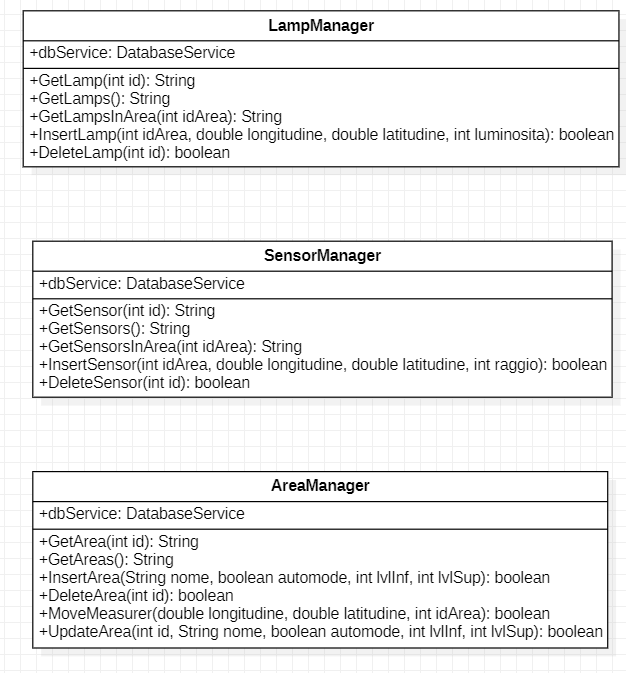 LampManager
+dbService: DatabaseService
+GetLamp(int id): String
+GetLamps(): String
+GetLampsInArea(int idArea): String
+InsertLamp(int idArea, double longitudine, double latitudine, int luminosita): boolean
+DeleteLamp(int id): boolean
SensorManager
+dbService: DatabaseService
+GetSensor(int id): String
+GetSensors(): String
+GetSensorsInArea(int idArea): String
+InsertSensor(int idArea, double longitudine, double latitudine, int raggio): boolean
+DeleteSensor(int id): boolean
AreaManager
+dbService: DatabaseService
+GetArea(int id): String
+GetAreas(): String
+InsertArea(String nome, boolean automode, int lvlInf, int lvlSup): boolean
+DeleteArea(int id): boolean
+MoveMeasurer(double longitudine, double latitudine, int idArea): boolean
+UpdateArea(int id, String nome, boolean automode, int lvlInf, int lvlSup): boolean